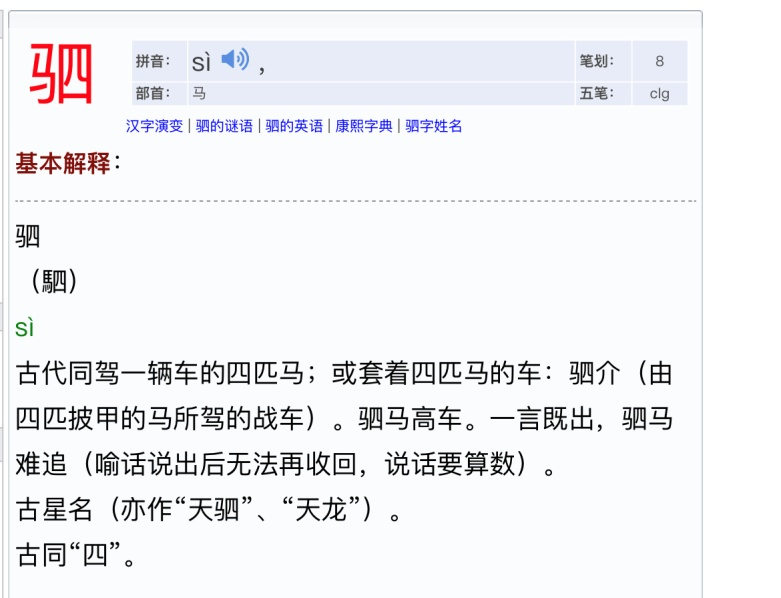 驷
拼音： sì ， 笔划： 8
部首： 马 五笔： clg
汉字演变 | 驷的谜语 | 驷的英语 | 康熙字典 | 驷字姓名
基本解释：
驷
（駟）
sì
古代同驾一辆车的四匹马；或套着四匹马的车：驷介（由
四匹披甲的马所驾的战车）。驷马高车。一言既出，驷马
难追（喻话说出后无法再收回，说话要算数）。
古星名（亦作“天驷”、“天龙”）。
古同“四”。